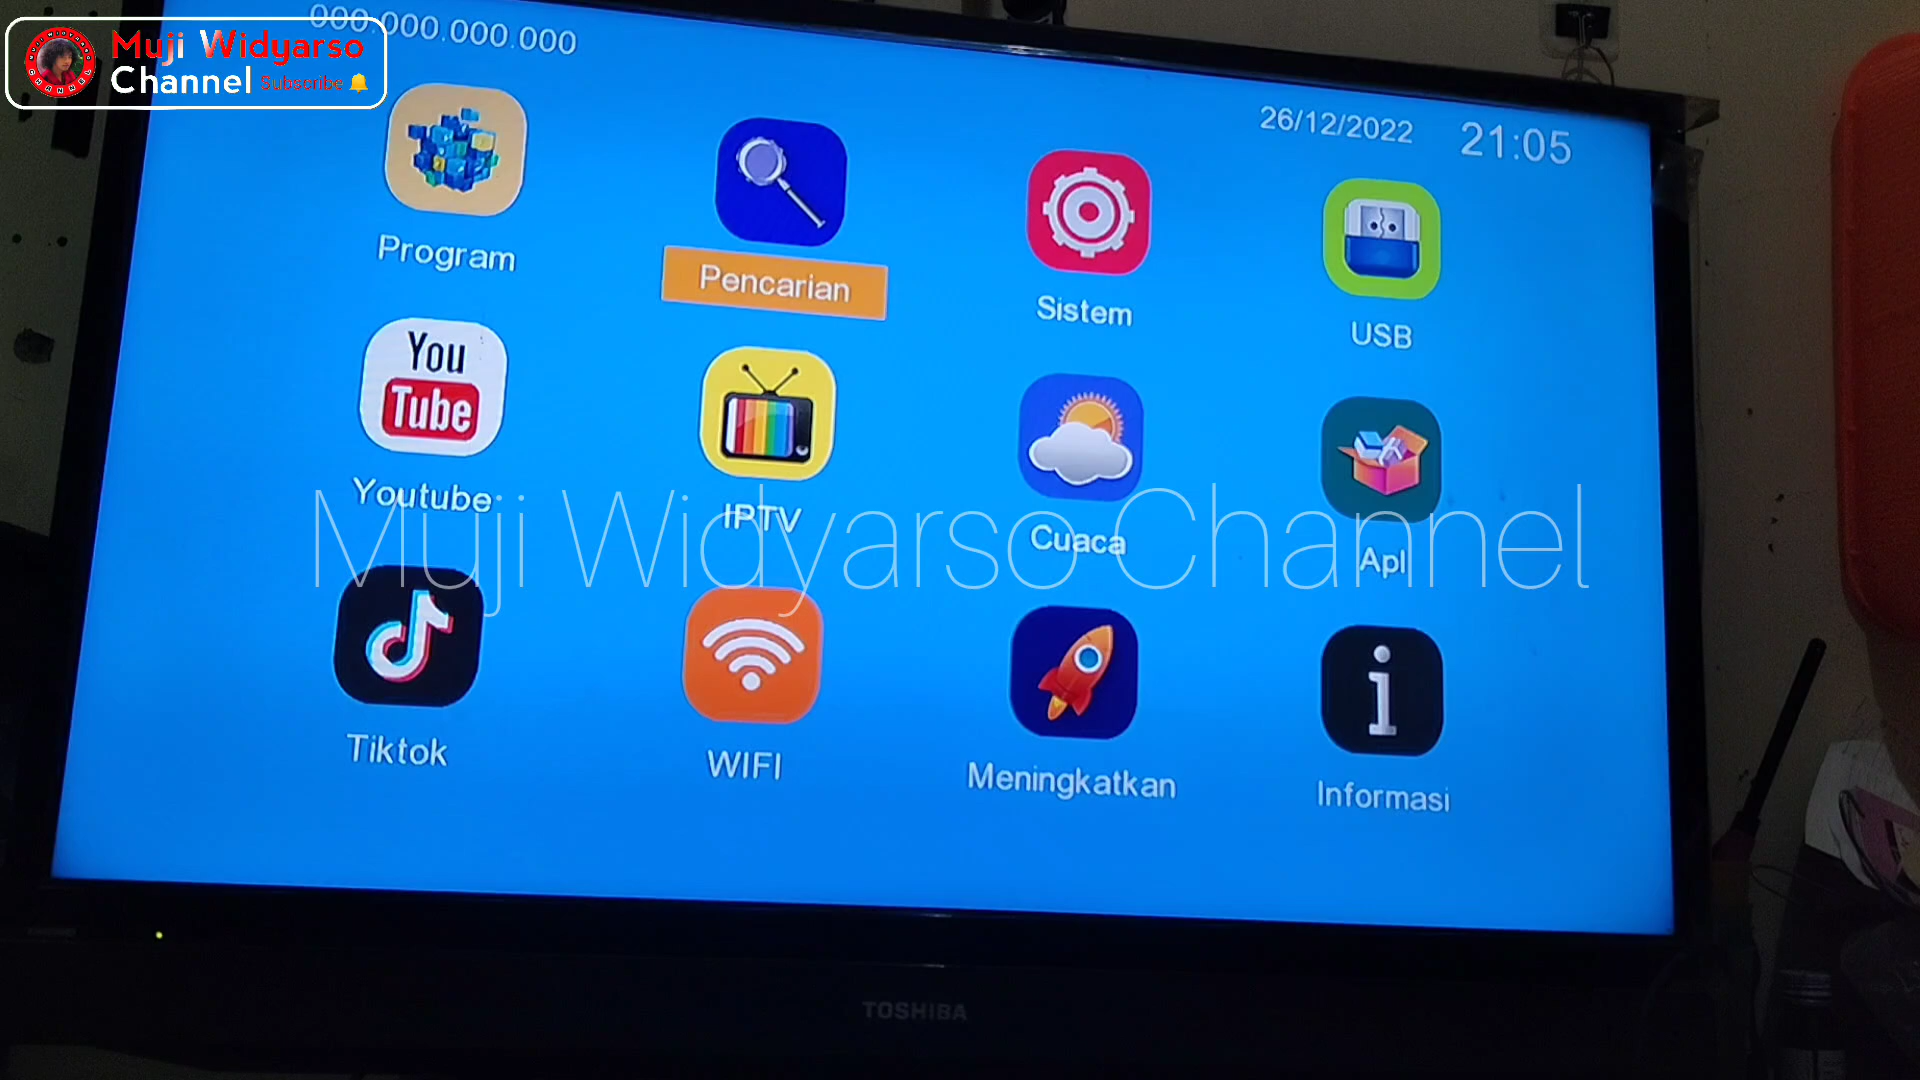 000.000.000.000
Muji Widyarso
Channel Subscribe
26/12/2022 21:05
Program
Pencarian
Sistem
USB
You
Tube
Youtube
IPTV
Cuaca
Apl
Muji Widyarso Channel
Tiktok
WIFI
Meningkatkan
Informasi
TOSHIBA